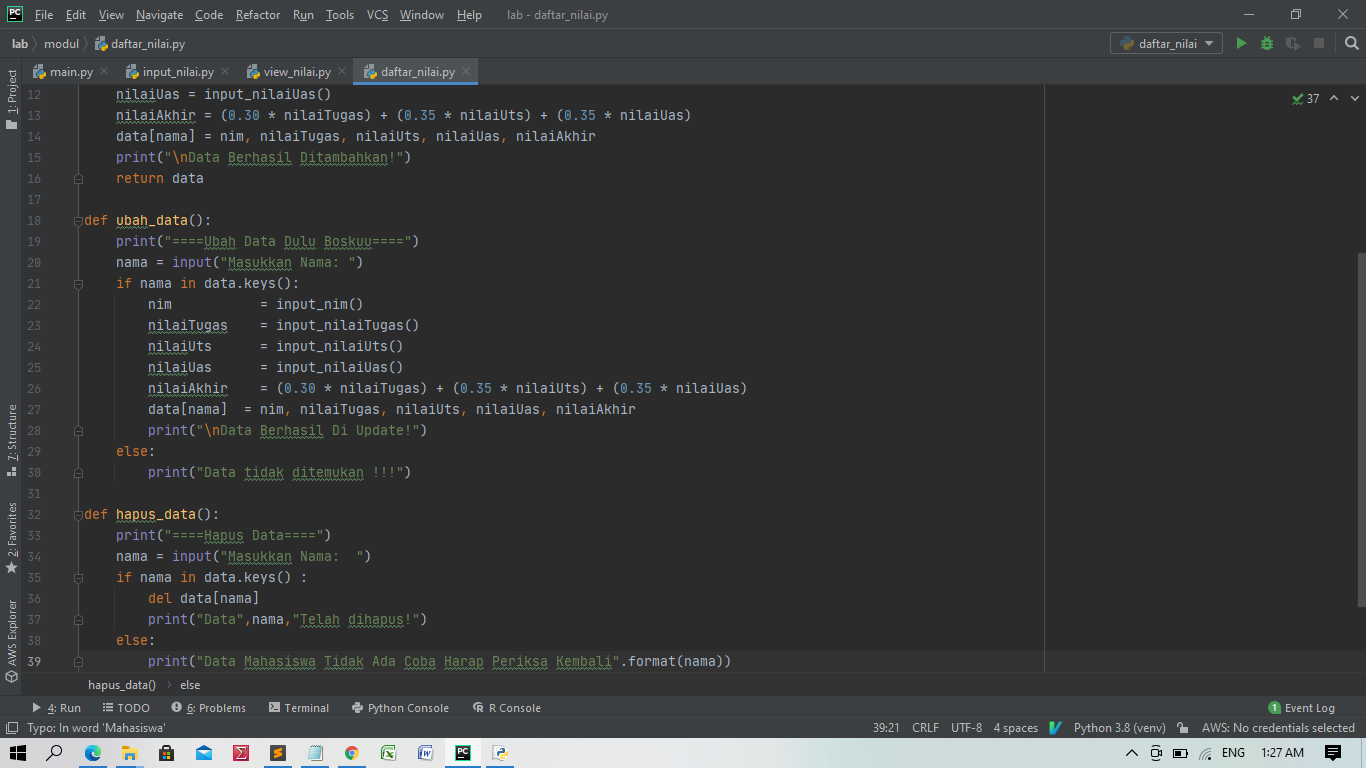 PC File Edit View Navigate Code Refactor Run Tools VCS Window Help lab - daftar_nilai.py
lab modul daftar_nilai.py daftar_nilai
main.py input_nilai.py view_nilai.py daftar_nilai.py
1: Project
7: Structure
2: Favorites
AWS Explorer
37
12 nilaiUas = input_nilaiUas()
13 nilaiAkhir = (0.30 * nilaiTugas) + (0.35 * nilaiUts) + (0.35 * nilaiUas)
14 data[nama] = nim, nilaiTugas, nilaiUts, nilaiUas, nilaiAkhir
15 print("\nData Berhasil Ditambahkan!")
16 return data
17
18 def ubah_data():
19 print("====Ubah Data Dulu Boskuu====")
20 nama = input("Masukkan Nama: ")
21 if nama in data.keys():
22 nim = input_nim()
23 nilaiTugas = input_nilaiTugas()
24 nilaiUts = input_nilaiUts()
25 nilaiUas = input_nilaiUas()
26 nilaiAkhir = (0.30 * nilaiTugas) + (0.35 * nilaiUts) + (0.35 * nilaiUas)
27 data[nama] = nim, nilaiTugas, nilaiUts, nilaiUas, nilaiAkhir
28 print("\nData Berhasil Di Update!")
29 else:
30 print("Data tidak ditemukan !!!")
31
32 def hapus_data():
33 print("====Hapus Data====")
34 nama = input("Masukkan Nama:  ")
35 if nama in data.keys() :
36 del data[nama]
37 print("Data",nama,"Telah dihapus!")
38 else:
39 print("Data Mahasiswa Tidak Ada Coba Harap Periksa Kembali".format(nama))
hapus_data() else
4: Run TODO 6: Problems Terminal Python Console R Console 1 Event Log
Typo: In word 'Mahasiswa' 39:21 CRLF UTF-8 4 spaces Python 3.8 (venv) AWS: No credentials selected
ENG 1:27 AM